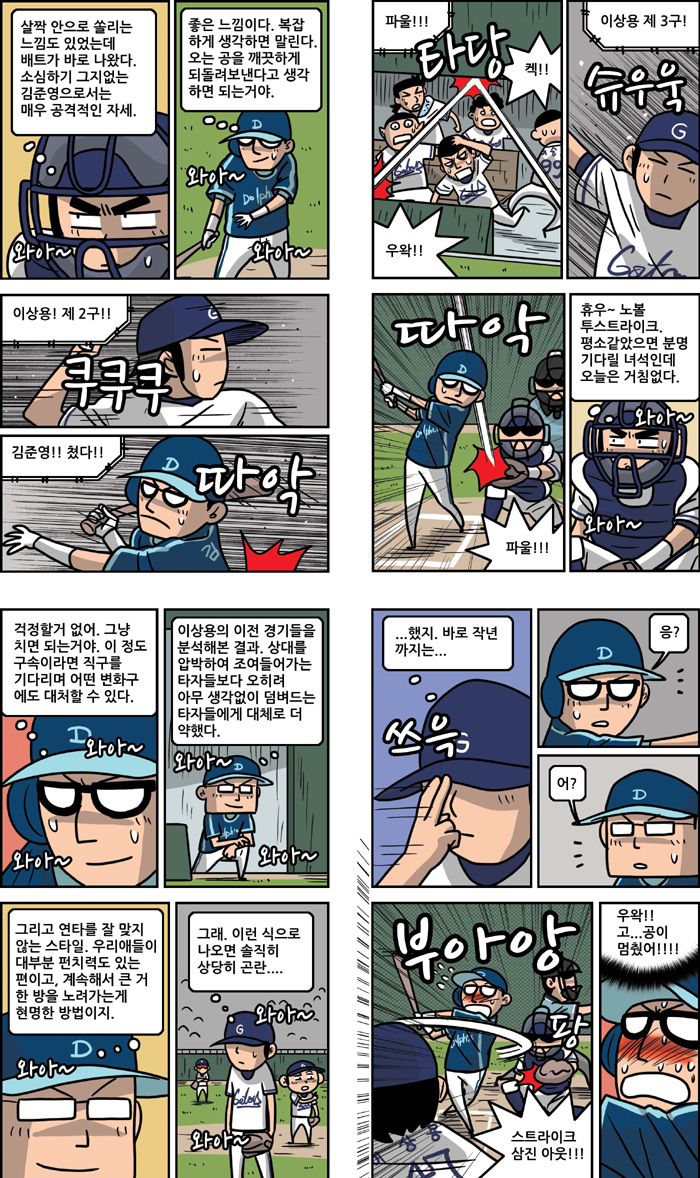 살짝 안으로 쏠리는
느낌도 있었는데
배트가 바로 나왔다.
소심하기 그지없는
김준영으로서는
매우 공격적인 자세.
와아~
와아~
좋은 느낌이다. 복잡
하게 생각하면 말린다.
오는 공을 깨끗하게
되돌려보낸다고 생각
하면 되는거야.
D
와아~
Dolphi
와아~
이상용! 제 2구!!
쿠쿠쿠
김준영!! 쳤다!!
D
따악
파울!!!
타당
켁!!
99
Gators
우왁!!
이상용 제 3구!
슈우욱
G
Gator
따악
D
Dolphi
파울!!!
휴우~ 노볼
투스트라이크.
평소같았으면 분명
기다릴 녀석인데
오늘은 거침없다.
와아~
와아~
걱정할거 없어. 그냥
치면 되는거야. 이 정도
구속이라면 직구를
기다리며 어떤 변화구
에도 대처할 수 있다.
D
와아~
와아~
이상용의 이전 경기들을
분석해본 결과, 상대를
압박하여 조여들어가는
타자들보다 오히려
아무 생각없이 덤벼드는
타자들에게 대체로 더
약했다.
와아~
D
와아~
그리고 연타를 잘 맞지
않는 스타일. 우리애들이
대부분 펀치력도 있는
편이고, 계속해서 큰 거
한 방을 노려가는게
현명한 방법이지.
D
와아~
그래. 이런 식으로
나오면 솔직히
상당히 곤란....
G
와아~
Gators
와아~
...했지. 바로 작년
까지는...
G
쓰윽
응?
D
어?
D
부아앙
Dolphi
팡
이상용
스트라이크
삼진 아웃!!!
우왁!!
고...공이
멈췄어!!!!